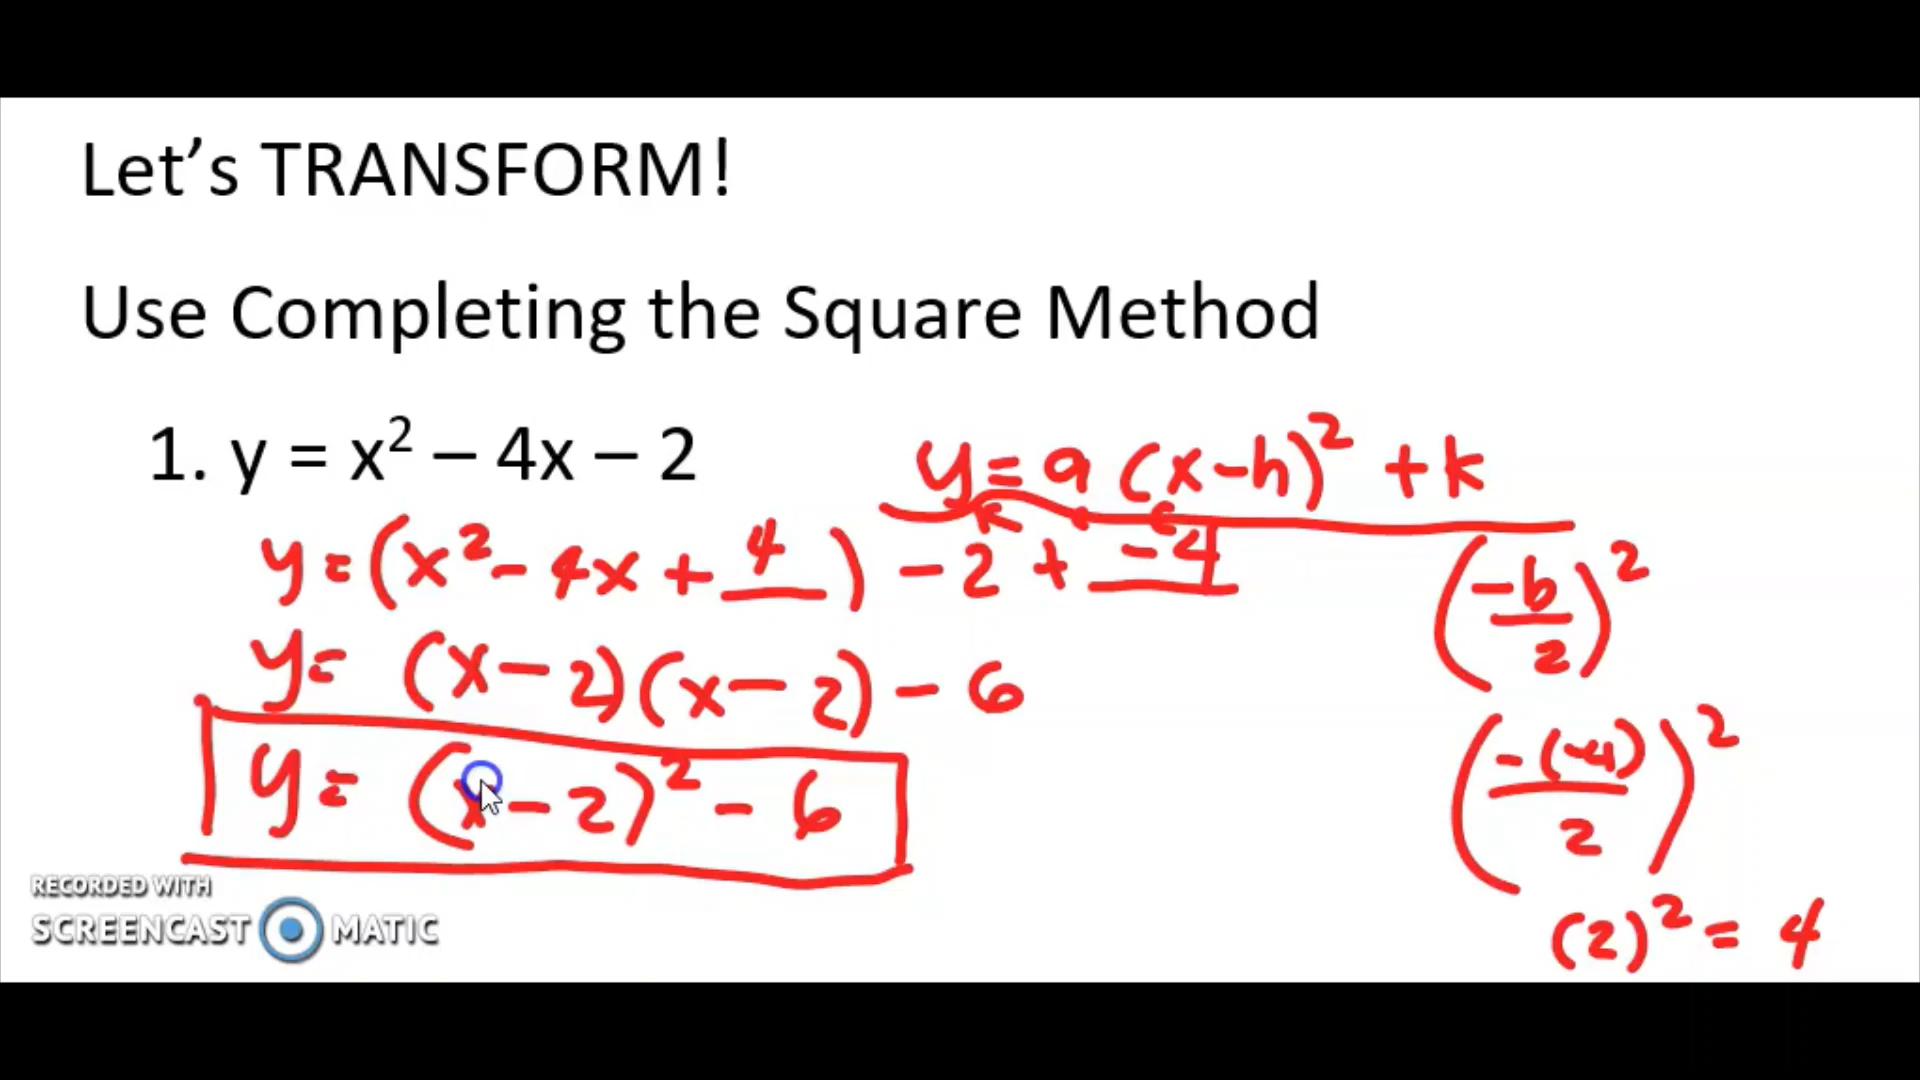 Let's TRANSFORM!
Use Completing the Square Method
1. y = x² – 4x – 2
y = a (x-h)² + k
y = (x² - 4x + 4) - 2 + -4
y = (x - 2)(x - 2) - 6
y = (x - 2)² - 6
(-b/2)²
(-(-4)/2)²
(2)² = 4
RECORDED WITH
SCREENCAST MATIC